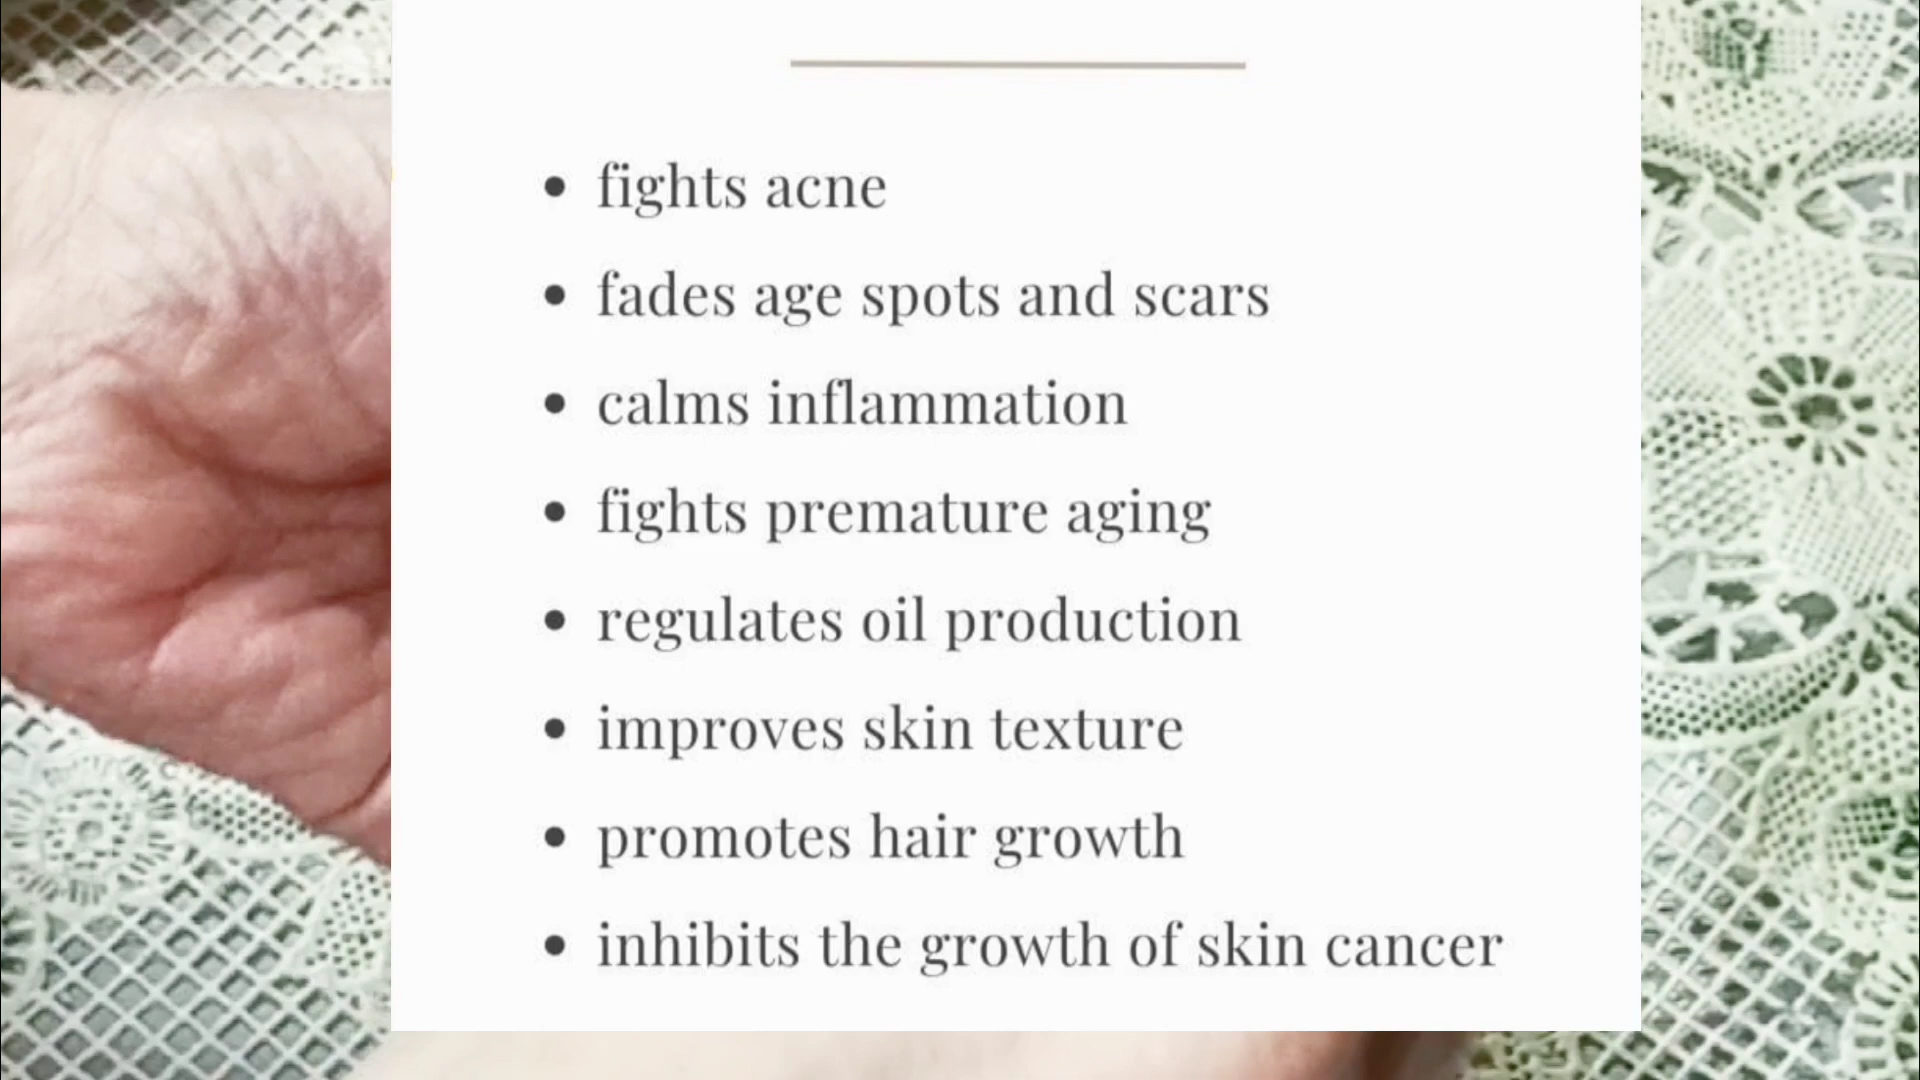 • fights acne
• fades age spots and scars
• calms inflammation
• fights premature aging
• regulates oil production
• improves skin texture
• promotes hair growth
• inhibits the growth of skin cancer